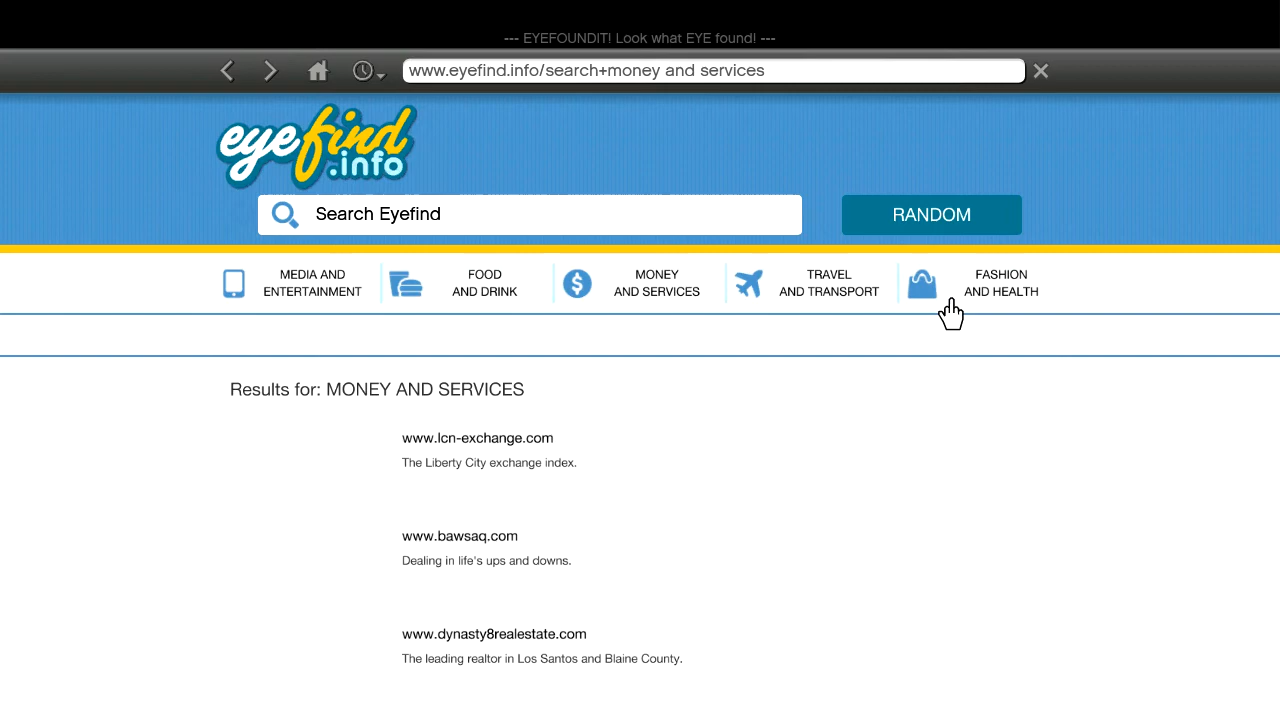 --- EYEFOUNDIT! Look what EYE found! ---
www.eyefind.info/search+money and services
eyefind
.info
Search Eyefind
RANDOM
MEDIA AND
ENTERTAINMENT
FOOD
AND DRINK
MONEY
AND SERVICES
TRAVEL
AND TRANSPORT
FASHION
AND HEALTH
Results for: MONEY AND SERVICES
www.lcn-exchange.com
The Liberty City exchange index.
www.bawsaq.com
Dealing in life's ups and downs.
www.dynasty8realestate.com
The leading realtor in Los Santos and Blaine County.